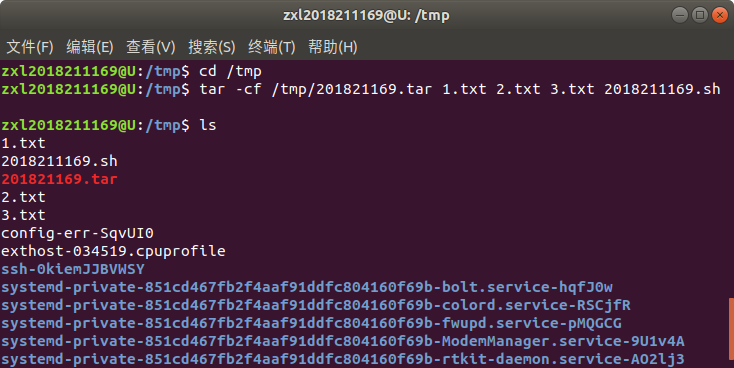 zxl2018211169@U: /tmp
文件(F) 编辑(E) 查看(V) 搜索(S) 终端(T) 帮助(H)
zxl2018211169@U:/tmp$ cd /tmp
zxl2018211169@U:/tmp$ tar -cf /tmp/201821169.tar 1.txt 2.txt 3.txt 2018211169.sh
zxl2018211169@U:/tmp$ ls
1.txt
2018211169.sh
201821169.tar
2.txt
3.txt
config-err-SqvUI0
exthost-034519.cpuprofile
ssh-0kiemJJBVWSY
systemd-private-851cd467fb2f4aaf91ddfc804160f69b-bolt.service-hqfJ0w
systemd-private-851cd467fb2f4aaf91ddfc804160f69b-colord.service-RSCjfR
systemd-private-851cd467fb2f4aaf91ddfc804160f69b-fwupd.service-pMQGCG
systemd-private-851cd467fb2f4aaf91ddfc804160f69b-ModemManager.service-9U1v4A
systemd-private-851cd467fb2f4aaf91ddfc804160f69b-rtkit-daemon.service-AO2lj3